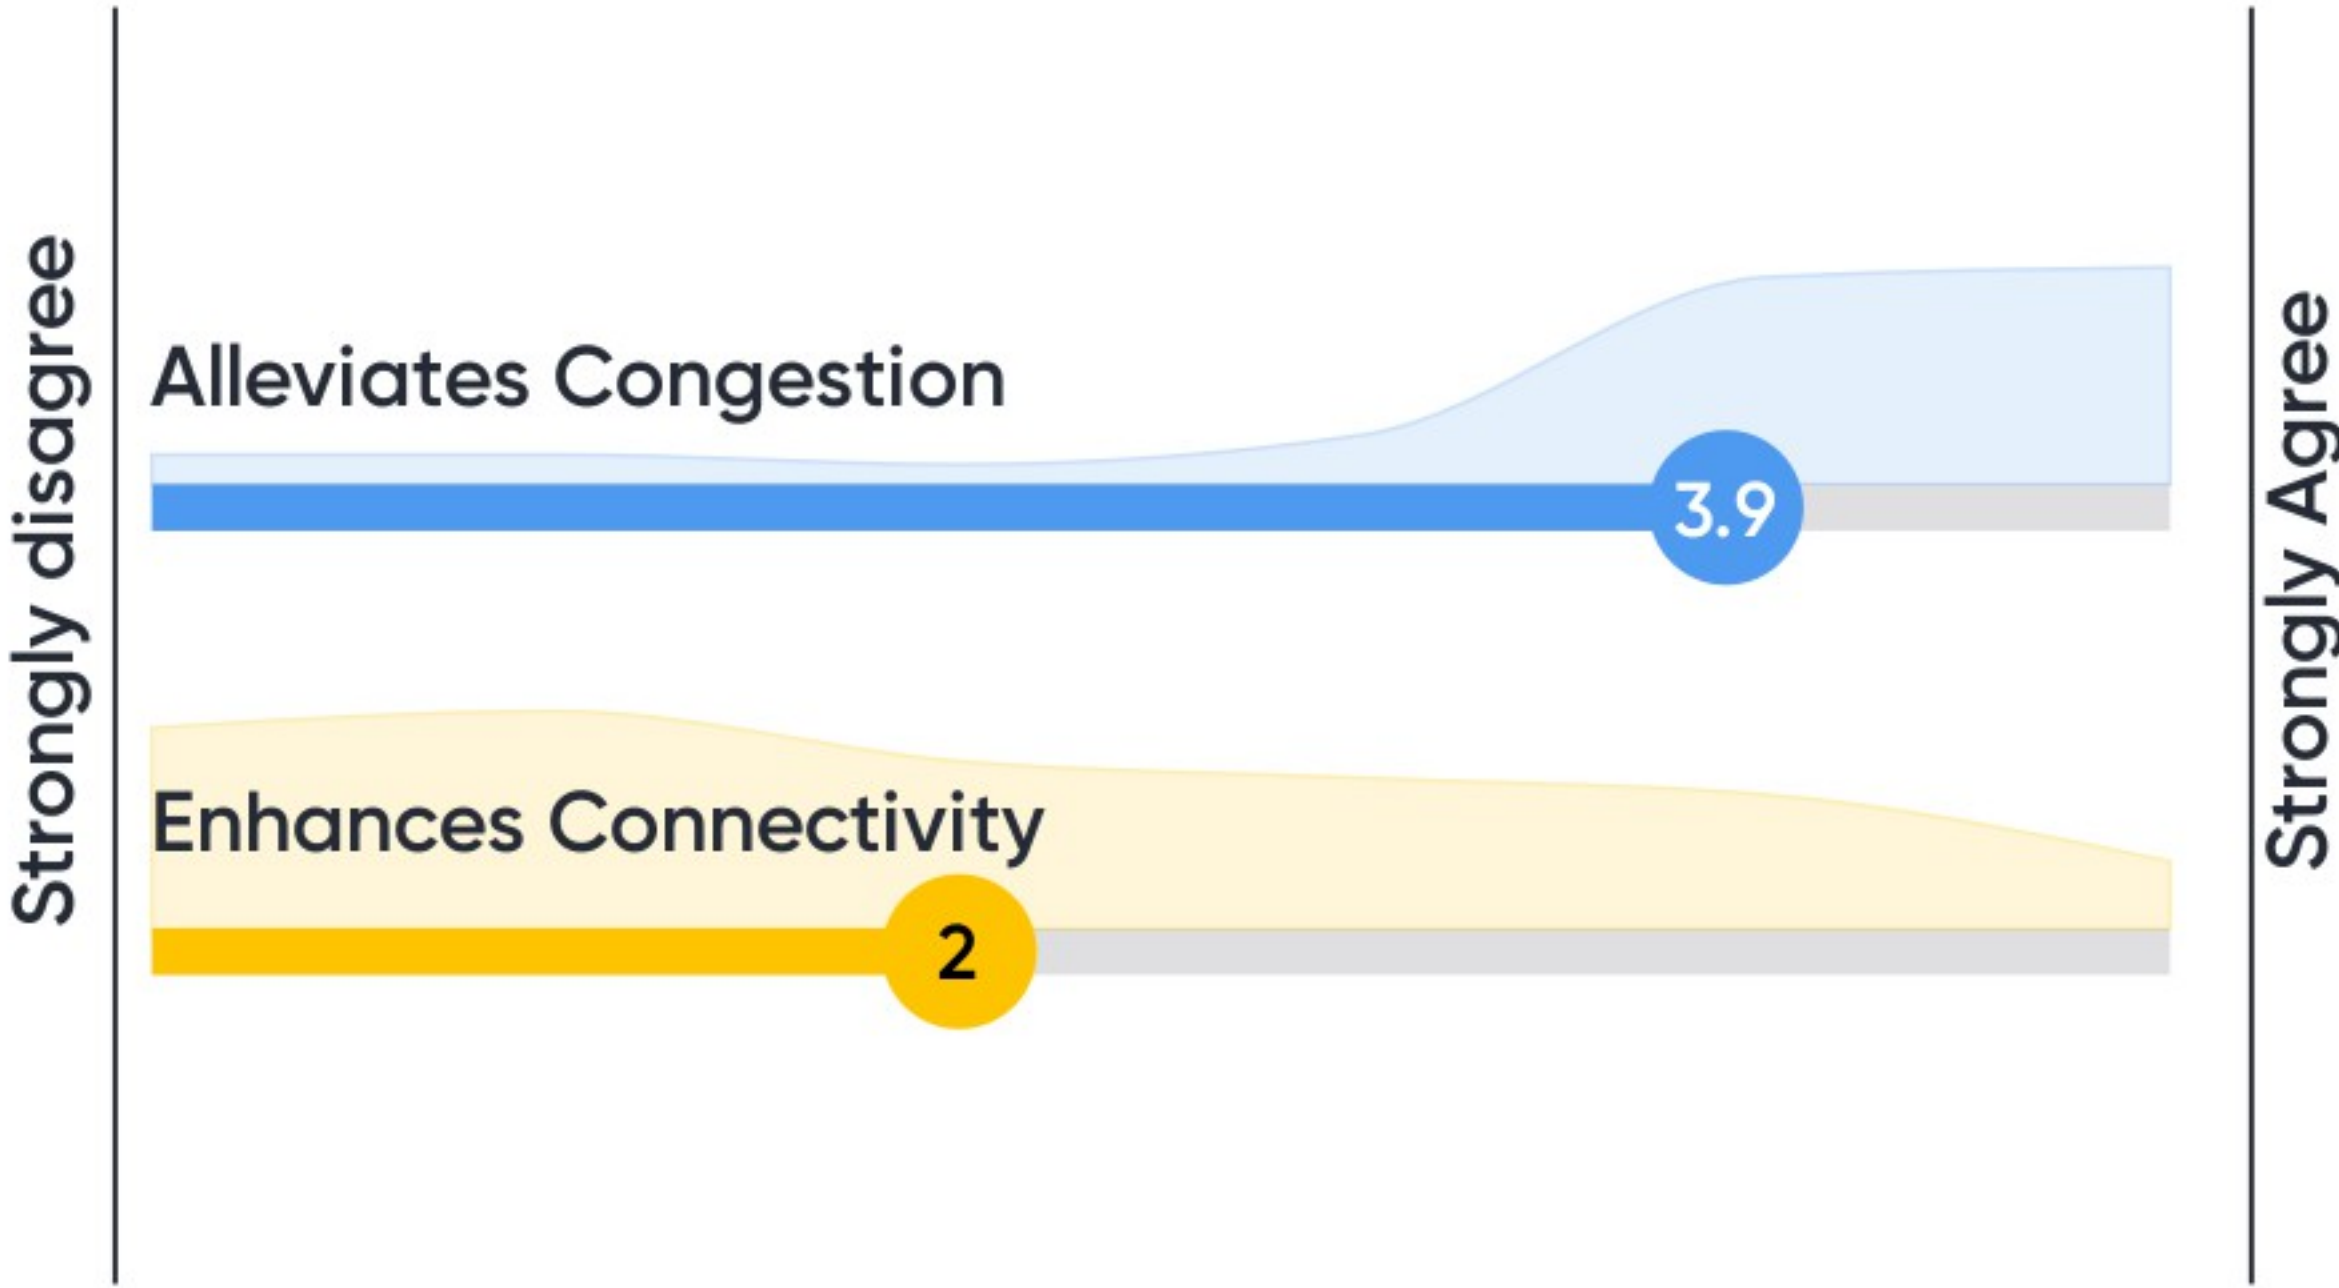 Strongly disagree
Alleviates Congestion
3.9
Enhances Connectivity
2
Strongly Agree